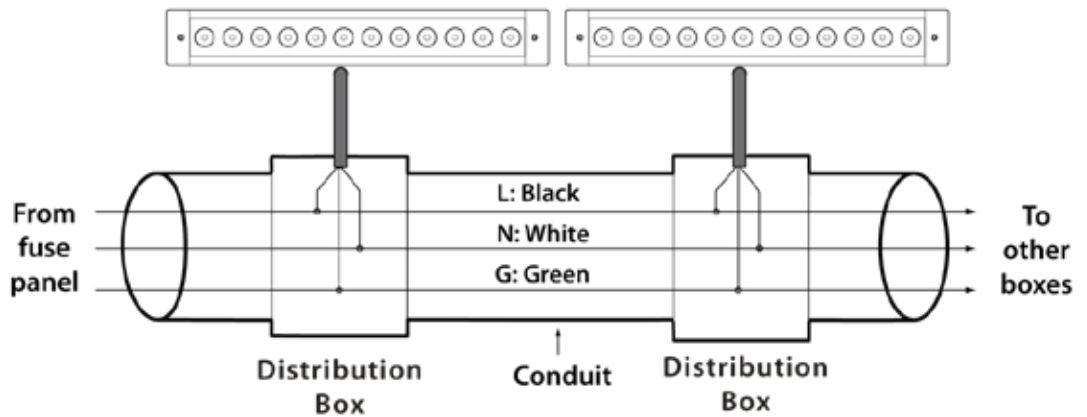 L: Black
From
fuse
panel
N: White
G: Green
To
other
boxes
Distribution
Box
Conduit
Distribution
Box